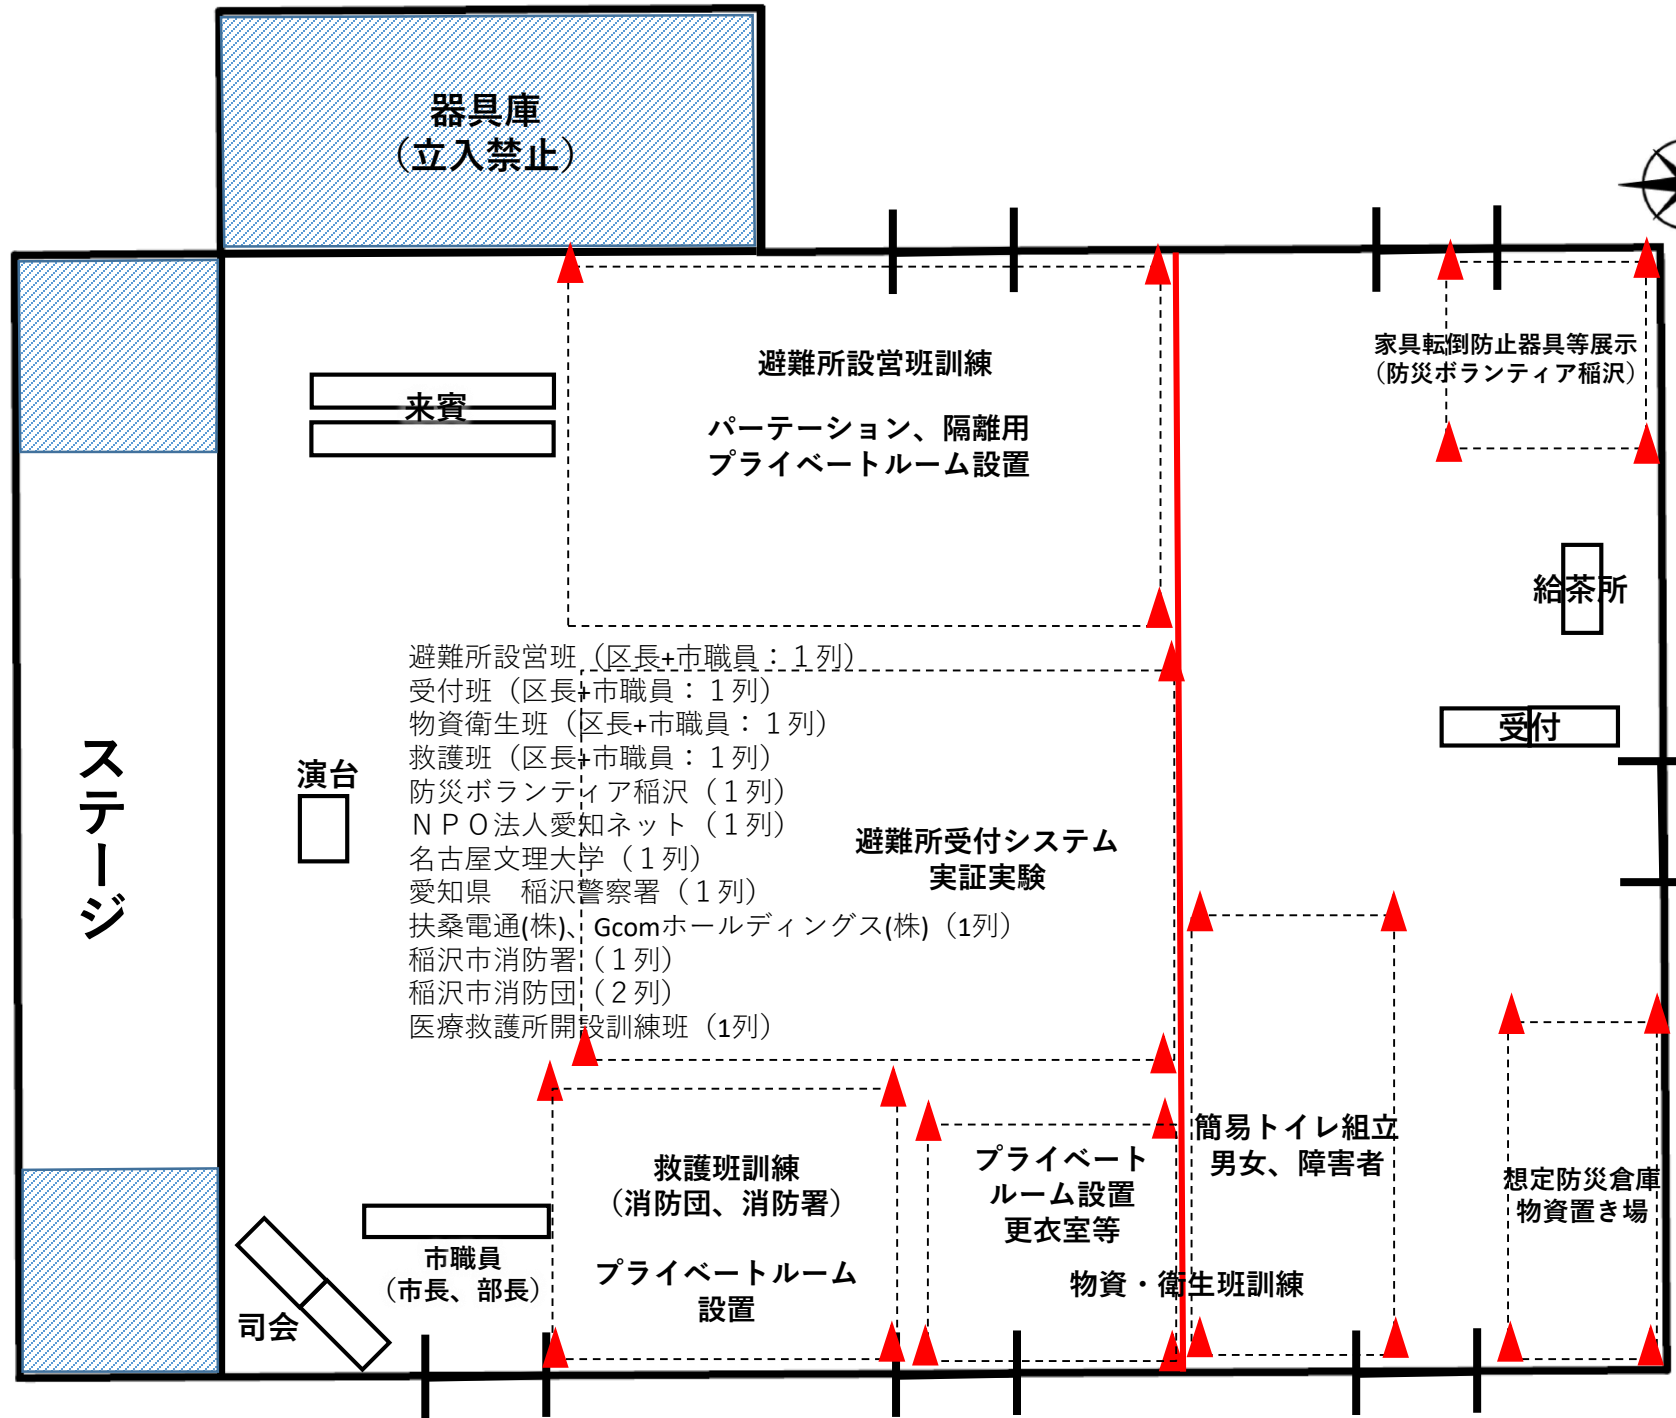 器具庫
（立入禁止）
避難所設営班訓練
パーテーション、隔離用
プライベートルーム設置
家具転倒防止器具等展示
（防災ボランティア稲沢）
来賓
給茶所
避難所設営班（区長+市職員：１列）
受付班（区長+市職員：１列）
物資衛生班（区長+市職員：１列）
救護班（区長+市職員：１列）
防災ボランティア稲沢（１列）
ＮＰＯ法人愛知ネット（１列）
名古屋文理大学（１列）
愛知県　稲沢警察署（１列）
扶桑電通(株)、Gcomホールディングス(株)（1列）
稲沢市消防署（１列）
稲沢市消防団（２列）
医療救護所開設訓練班（1列）
受付
ステージ
演台
避難所受付システム
実証実験
救護班訓練
（消防団、消防署）
プライベートルーム
設置
プライベート
ルーム設置
更衣室等
簡易トイレ組立
男女、障害者
物資・衛生班訓練
想定防災倉庫
物資置き場
市職員
（市長、部長）
司会